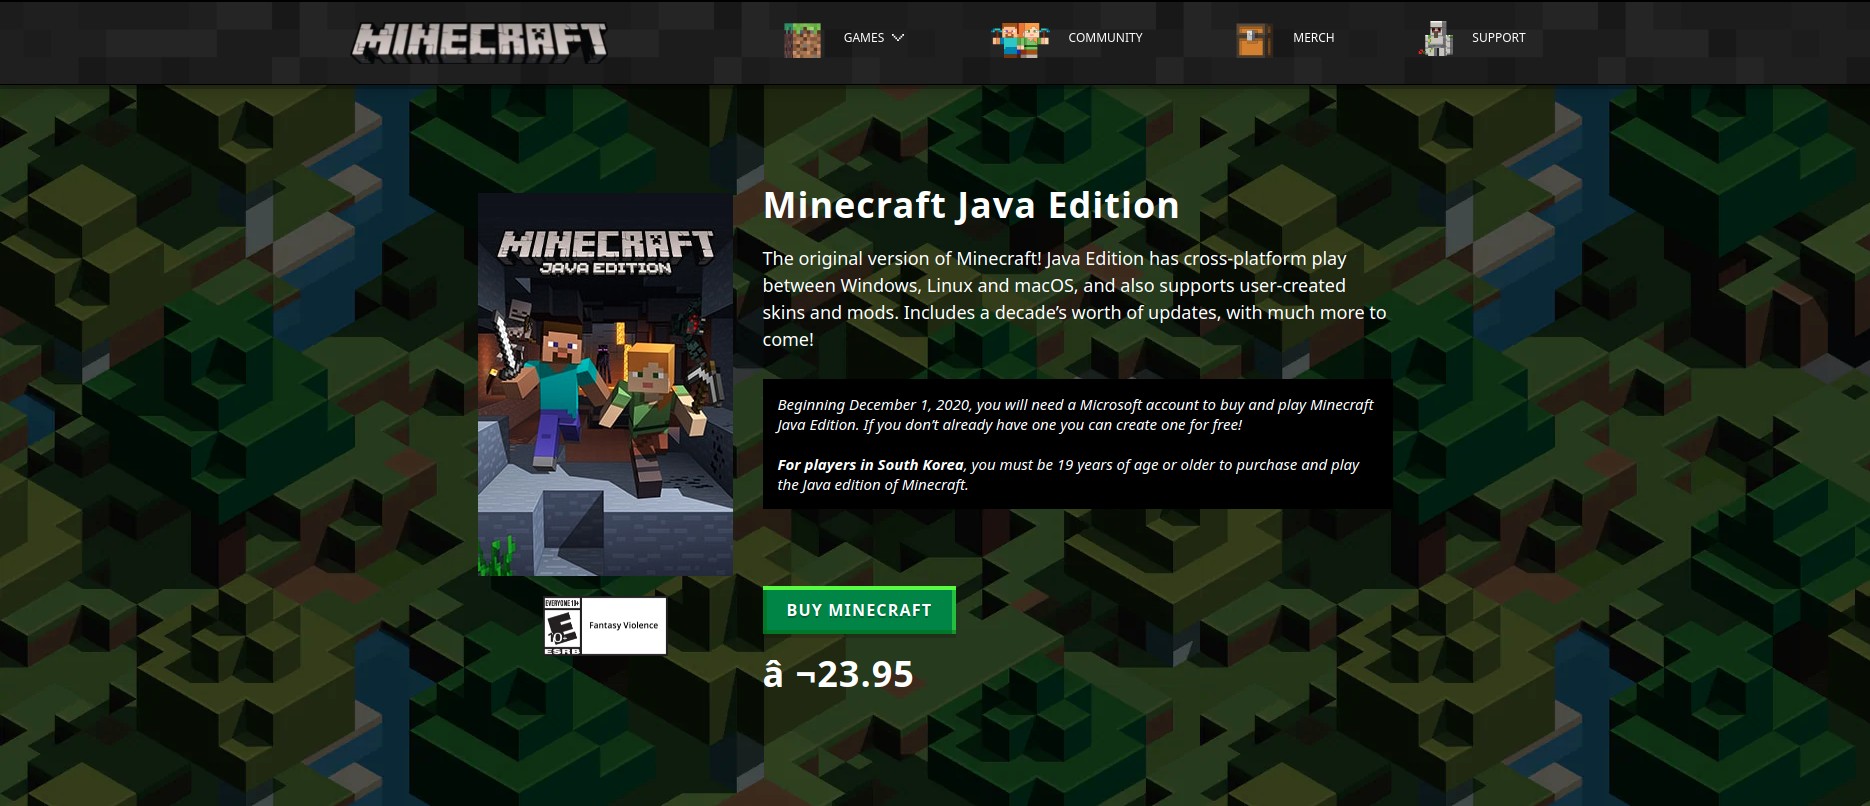 MINECRAFT
GAMES
COMMUNITY
MERCH
SUPPORT
MINECRAFT
JAVA EDITION
Minecraft Java Edition
The original version of Minecraft! Java Edition has cross-platform play
between Windows, Linux and macOS, and also supports user-created
skins and mods. Includes a decade’s worth of updates, with much more to
come!
Beginning December 1, 2020, you will need a Microsoft account to buy and play Minecraft
Java Edition. If you don’t already have one you can create one for free!
For players in South Korea, you must be 19 years of age or older to purchase and play
the Java edition of Minecraft.
EVERYONE 10+
E
10+
ESRB
Fantasy Violence
BUY MINECRAFT
â ¬23.95